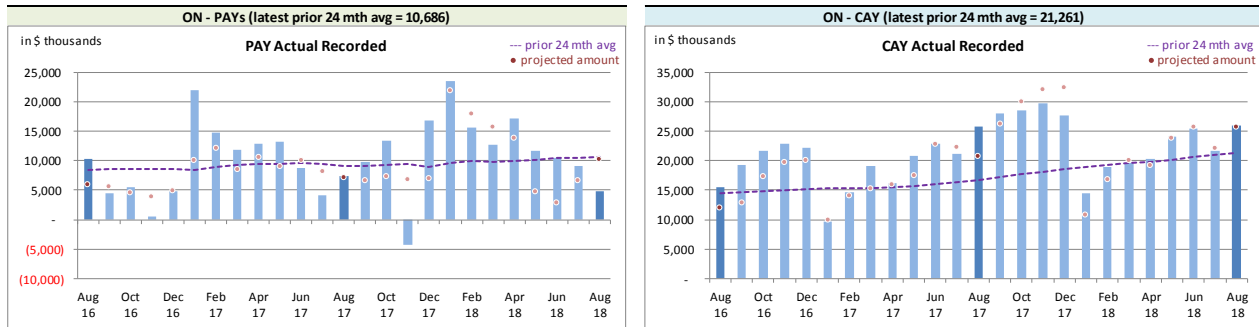 ON - PAYs (latest prior 24 mth avg = 10,686)
in $ thousands
PAY Actual Recorded
--- prior 24 mth avg
• projected amount
25,000
20,000
15,000
10,000
5,000
-
(5,000)
(10,000)
Aug Oct Dec Feb Apr Jun Aug Oct Dec Feb Apr Jun Aug
16 16 16 17 17 17 17 17 17 18 18 18 18
ON - CAY (latest prior 24 mth avg = 21,261)
in $ thousands
CAY Actual Recorded
--- prior 24 mth avg
• projected amount
35,000
30,000
25,000
20,000
15,000
10,000
5,000
-
Aug Oct Dec Feb Apr Jun Aug Oct Dec Feb Apr Jun Aug
16 16 16 17 17 17 17 17 17 18 18 18 18